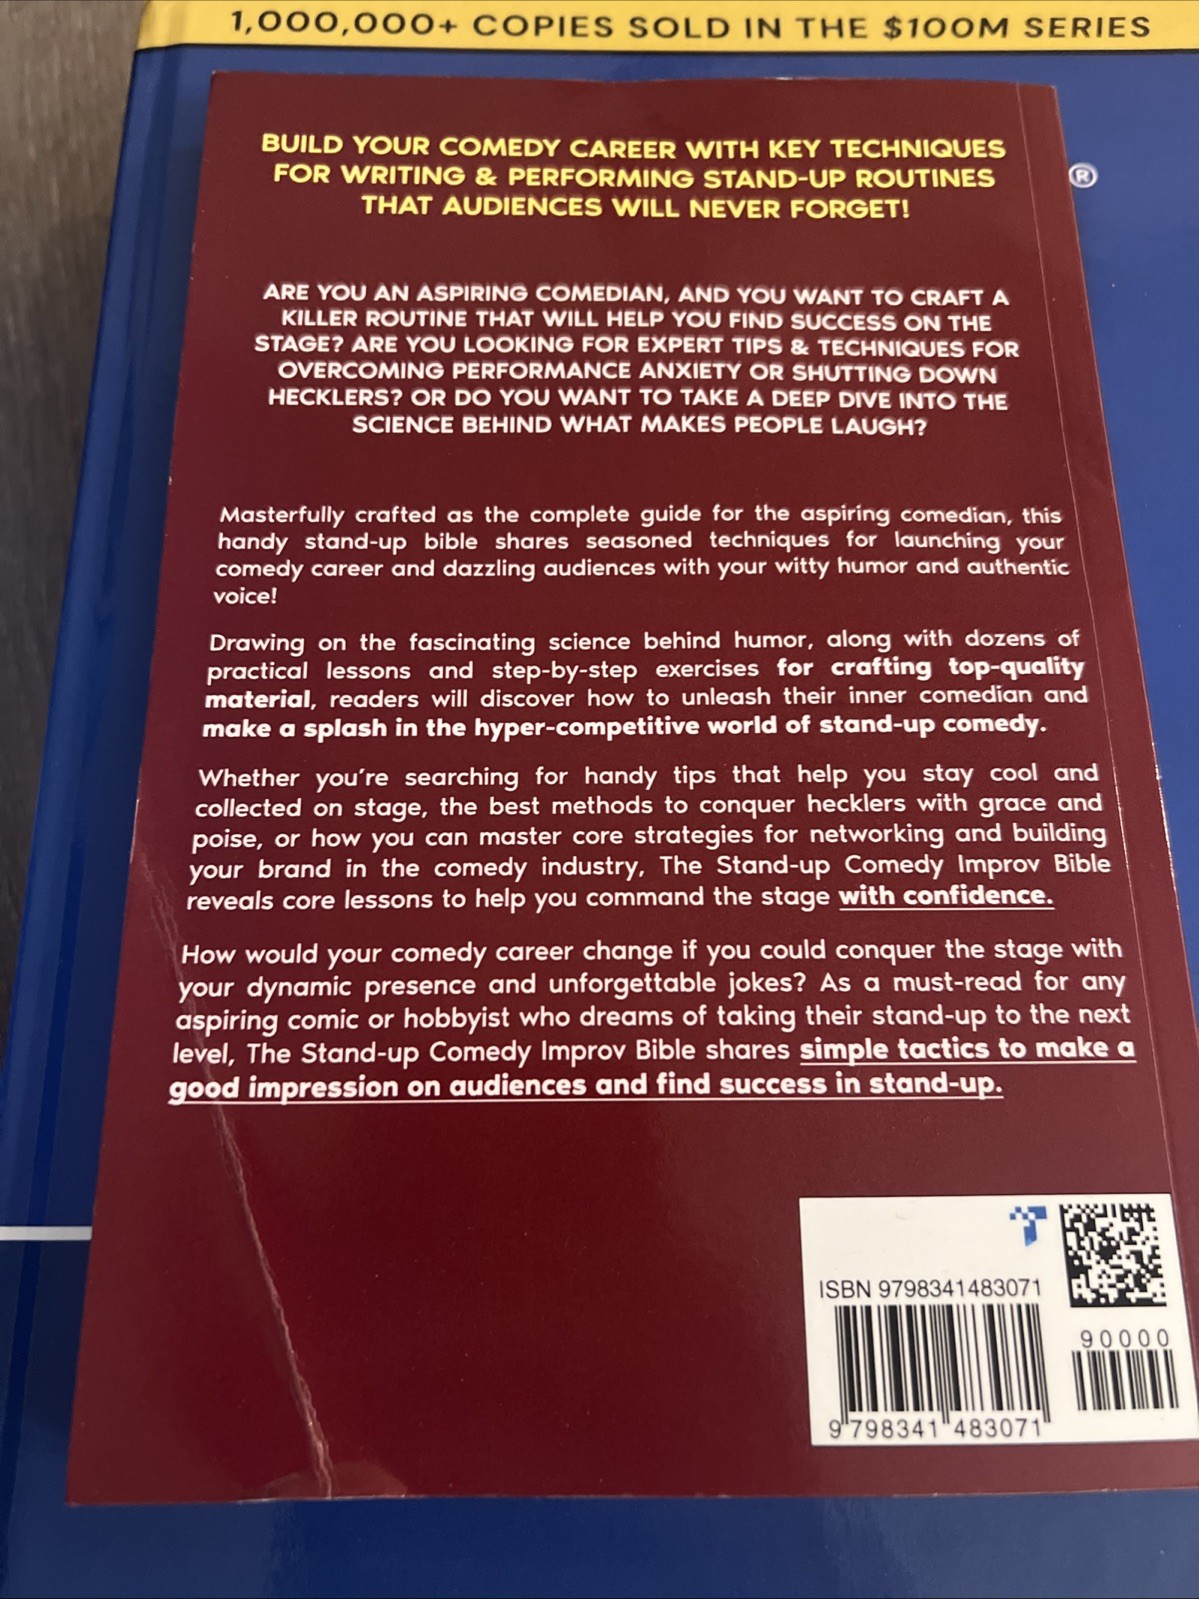 1,000,000+ COPIES SOLD IN THE $100M SERIES
BUILD YOUR COMEDY CAREER WITH KEY TECHNIQUES
FOR WRITING & PERFORMING STAND-UP ROUTINES
THAT AUDIENCES WILL NEVER FORGET!
®
ARE YOU AN ASPIRING COMEDIAN, AND YOU WANT TO CRAFT A
KILLER ROUTINE THAT WILL HELP YOU FIND SUCCESS ON THE
STAGE? ARE YOU LOOKING FOR EXPERT TIPS & TECHNIQUES FOR
OVERCOMING PERFORMANCE ANXIETY OR SHUTTING DOWN
HECKLERS? OR DO YOU WANT TO TAKE A DEEP DIVE INTO THE
SCIENCE BEHIND WHAT MAKES PEOPLE LAUGH?
Masterfully crafted as the complete guide for the aspiring comedian, this
handy stand-up bible shares seasoned techniques for launching your
comedy career and dazzling audiences with your witty humor and authentic
voice!
Drawing on the fascinating science behind humor, along with dozens of
practical lessons and step-by-step exercises for crafting top-quality
material, readers will discover how to unleash their inner comedian and
make a splash in the hyper-competitive world of stand-up comedy.
Whether you're searching for handy tips that help you stay cool and
collected on stage, the best methods to conquer hecklers with grace and
poise, or how you can master core strategies for networking and building
your brand in the comedy industry, The Stand-up Comedy Improv Bible
reveals core lessons to help you command the stage with confidence.
How would your comedy career change if you could conquer the stage with
your dynamic presence and unforgettable jokes? As a must-read for any
aspiring comic or hobbyist who dreams of taking their stand-up to the next
level, The Stand-up Comedy Improv Bible shares simple tactics to make a
good impression on audiences and find success in stand-up.
ISBN 9798341483071
90000
9 798341 483071